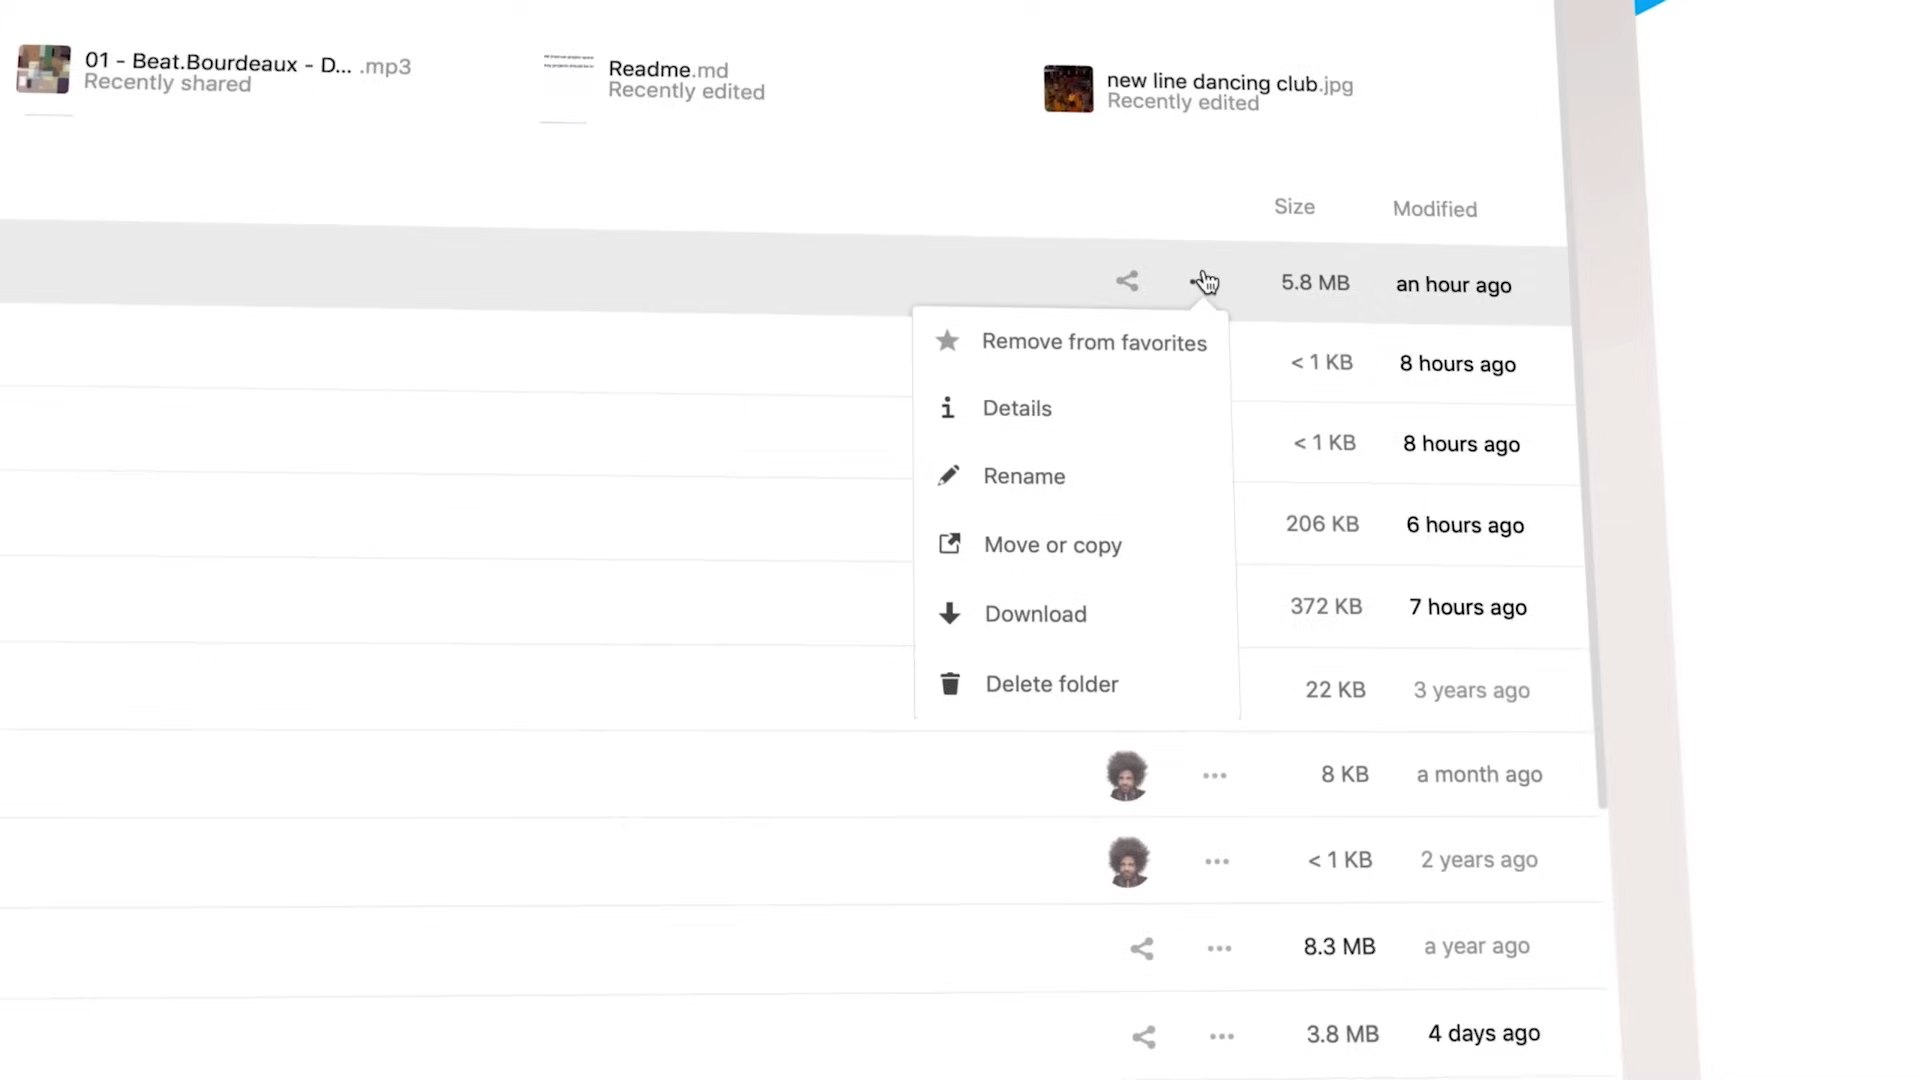 01 - Beat.Bourdeaux - D... .mp3
Recently shared
Readme.md
Recently edited
new line dancing club.jpg
Recently edited
Size Modified
5.8 MB an hour ago
Remove from favorites
< 1 KB 8 hours ago
Details
< 1 KB 8 hours ago
Rename
206 KB 6 hours ago
Move or copy
372 KB 7 hours ago
Download
22 KB 3 years ago
Delete folder
8 KB a month ago
< 1 KB 2 years ago
8.3 MB a year ago
3.8 MB 4 days ago